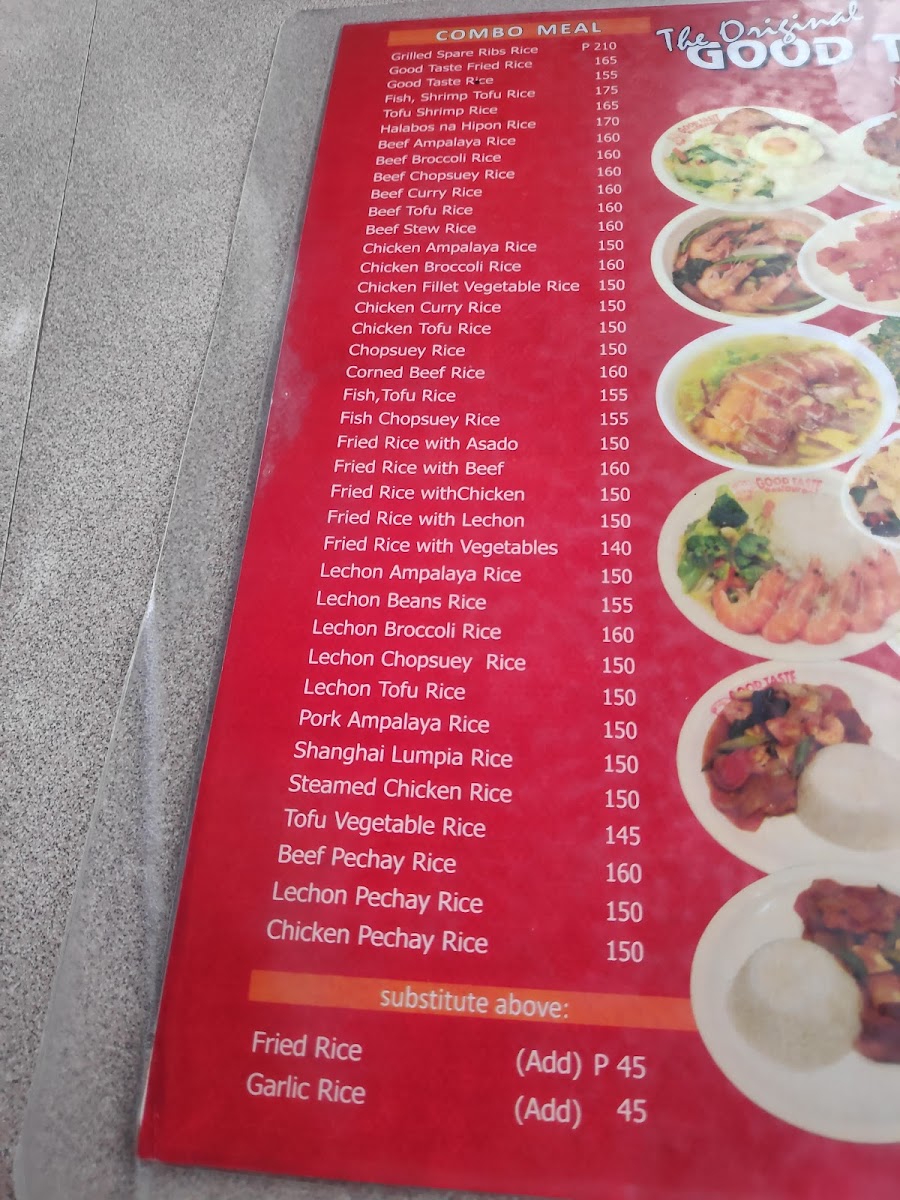 COMBO MEAL
Grilled Spare Ribs Rice P 210
Good Taste Fried Rice 165
Good Taste Rice 155
Fish, Shrimp Tofu Rice 175
Tofu Shrimp Rice 165
Halabos na Hipon Rice 170
Beef Ampalaya Rice 160
Beef Broccoli Rice 160
Beef Chopsuey Rice 160
Beef Curry Rice 160
Beef Tofu Rice 160
Beef Stew Rice 160
Chicken Ampalaya Rice 150
Chicken Broccoli Rice 160
Chicken Fillet Vegetable Rice 150
Chicken Curry Rice 150
Chicken Tofu Rice 150
Chopsuey Rice 150
Corned Beef Rice 160
Fish,Tofu Rice 155
Fish Chopsuey Rice 155
Fried Rice with Asado 150
Fried Rice with Beef 160
Fried Rice withChicken 150
Fried Rice with Lechon 150
Fried Rice with Vegetables 140
Lechon Ampalaya Rice 150
Lechon Beans Rice 155
Lechon Broccoli Rice 160
Lechon Chopsuey Rice 150
Lechon Tofu Rice 150
Pork Ampalaya Rice 150
Shanghai Lumpia Rice 150
Steamed Chicken Rice 150
Tofu Vegetable Rice 145
Beef Pechay Rice 160
Lechon Pechay Rice 150
Chicken Pechay Rice 150
substitute above:
Fried Rice (Add) P 45
Garlic Rice (Add) 45
The Original
GOOD T
GOOD TASTE
GOOD TASTE
GOOD TASTE